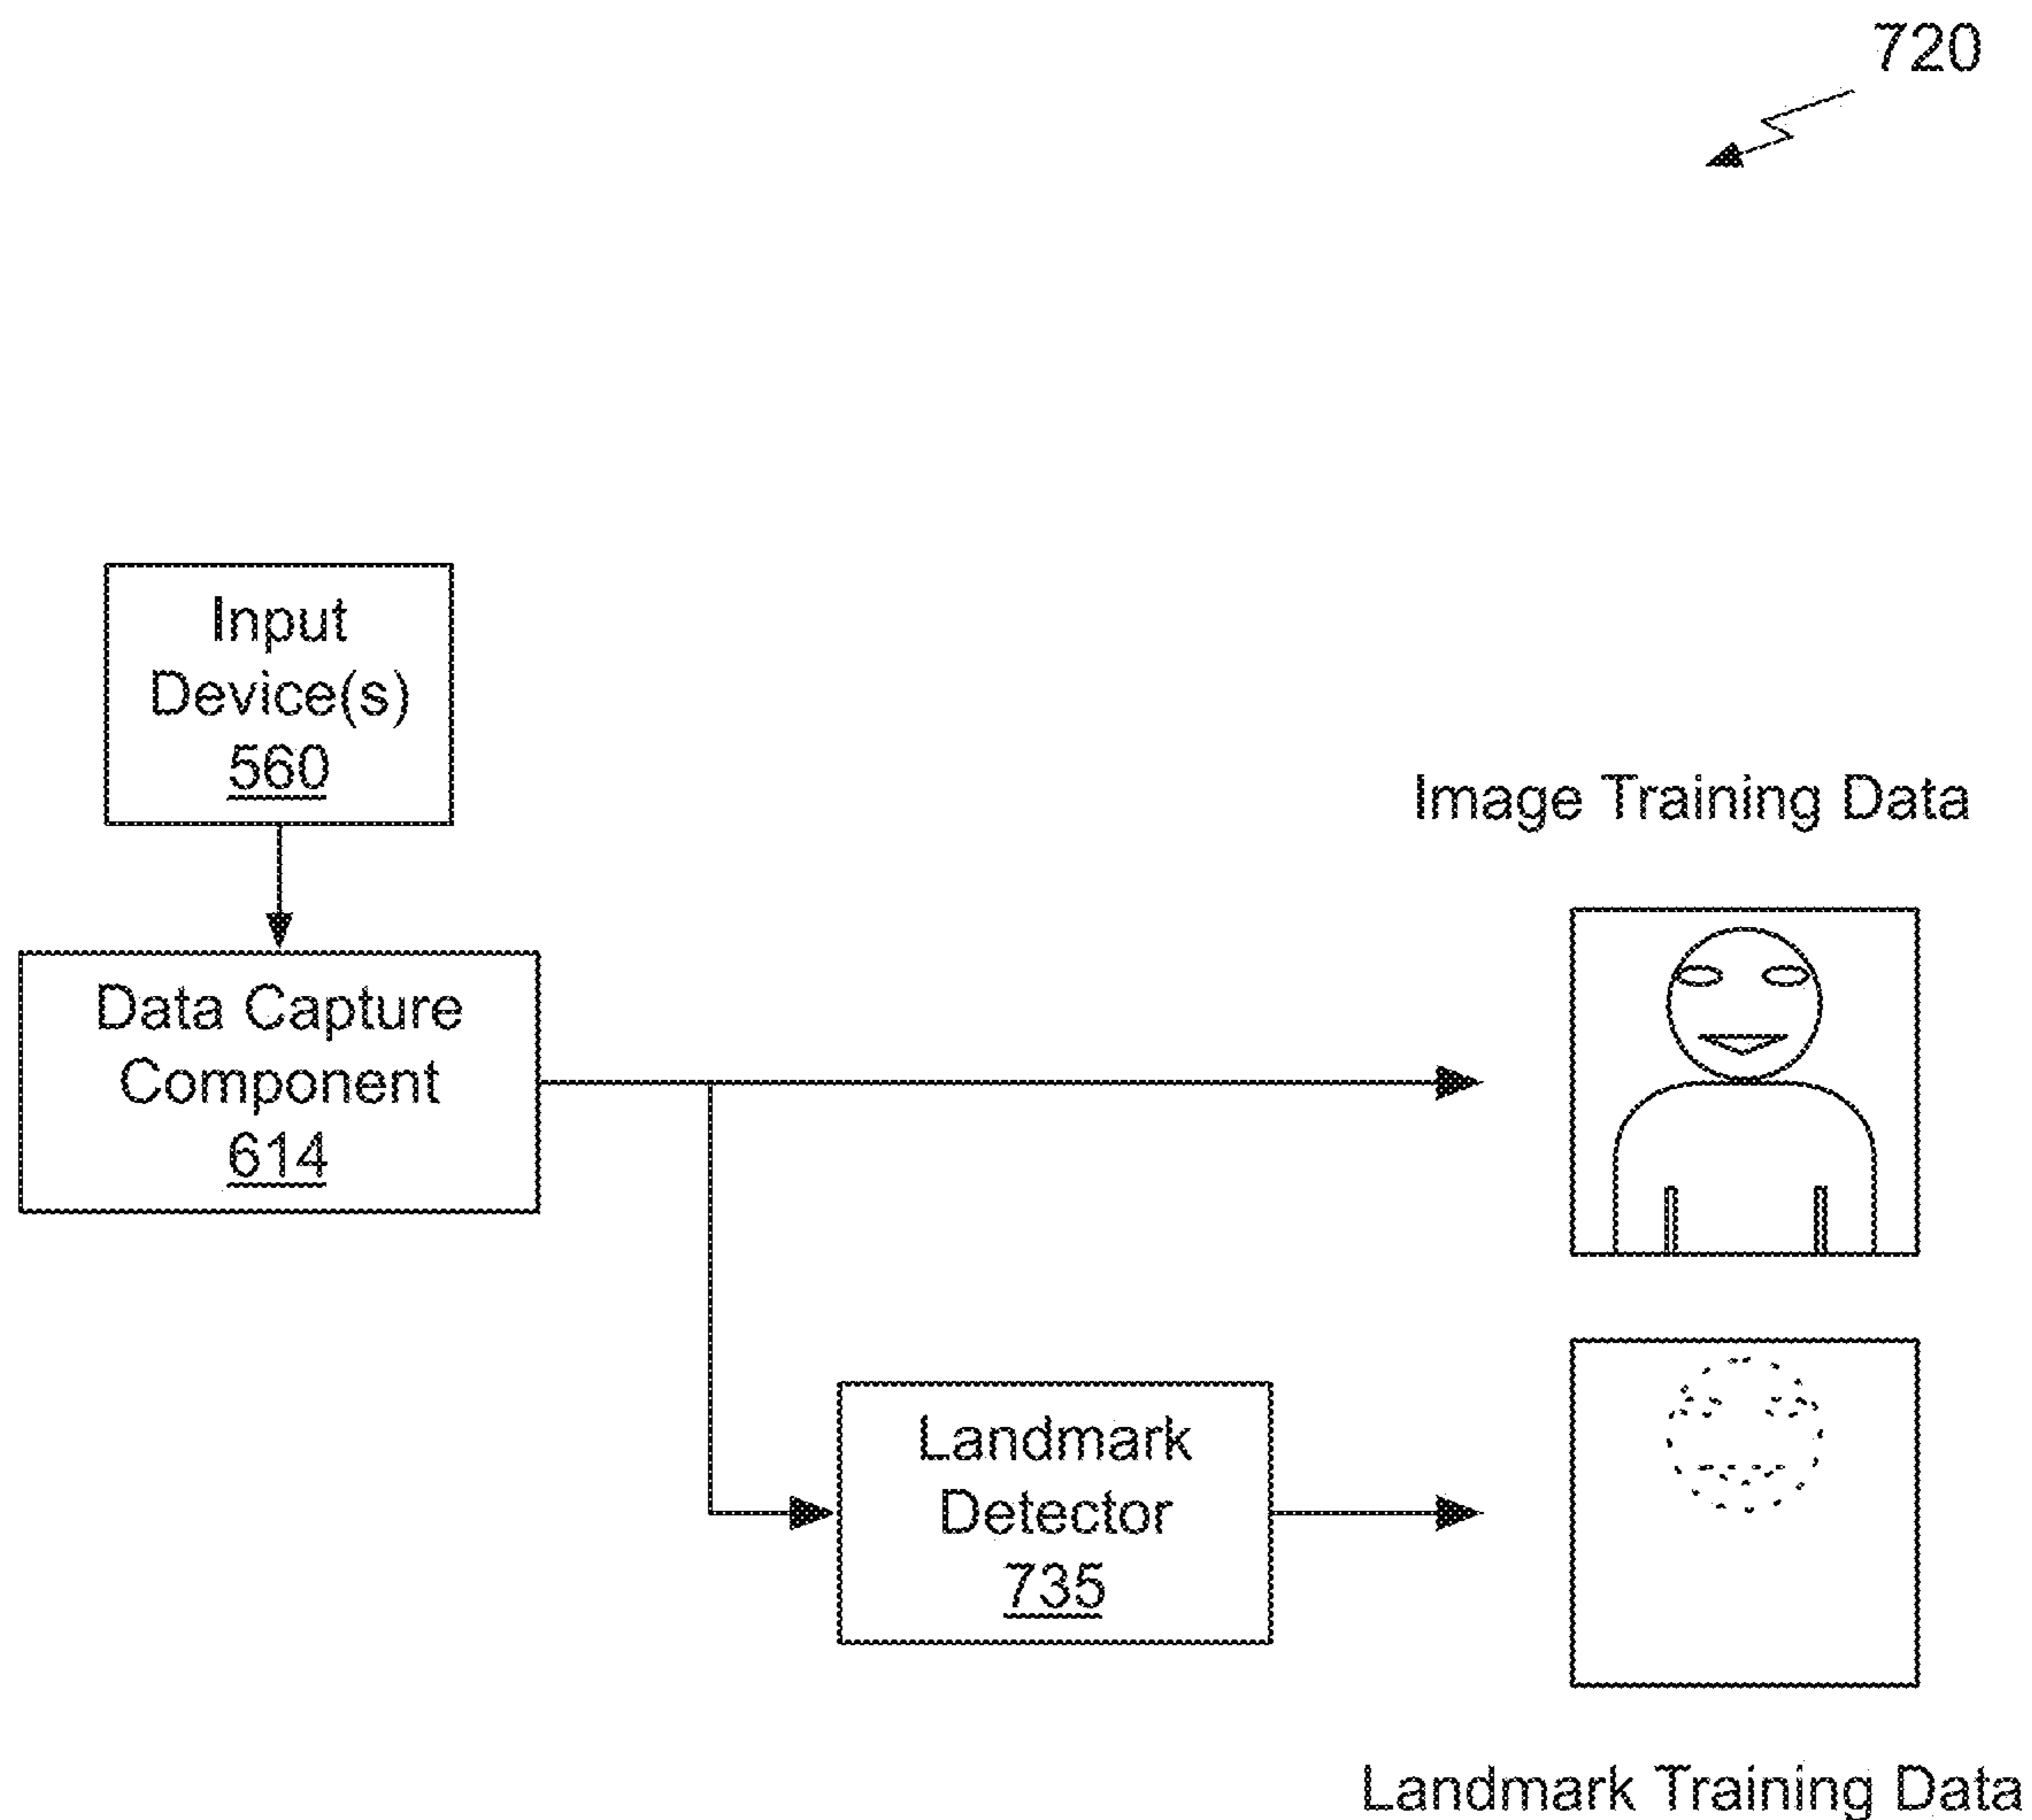 720
Input
Device(s)
560
Image Training Data
Data Capture
Component
614
Landmark
Detector
735
Landmark Training Data